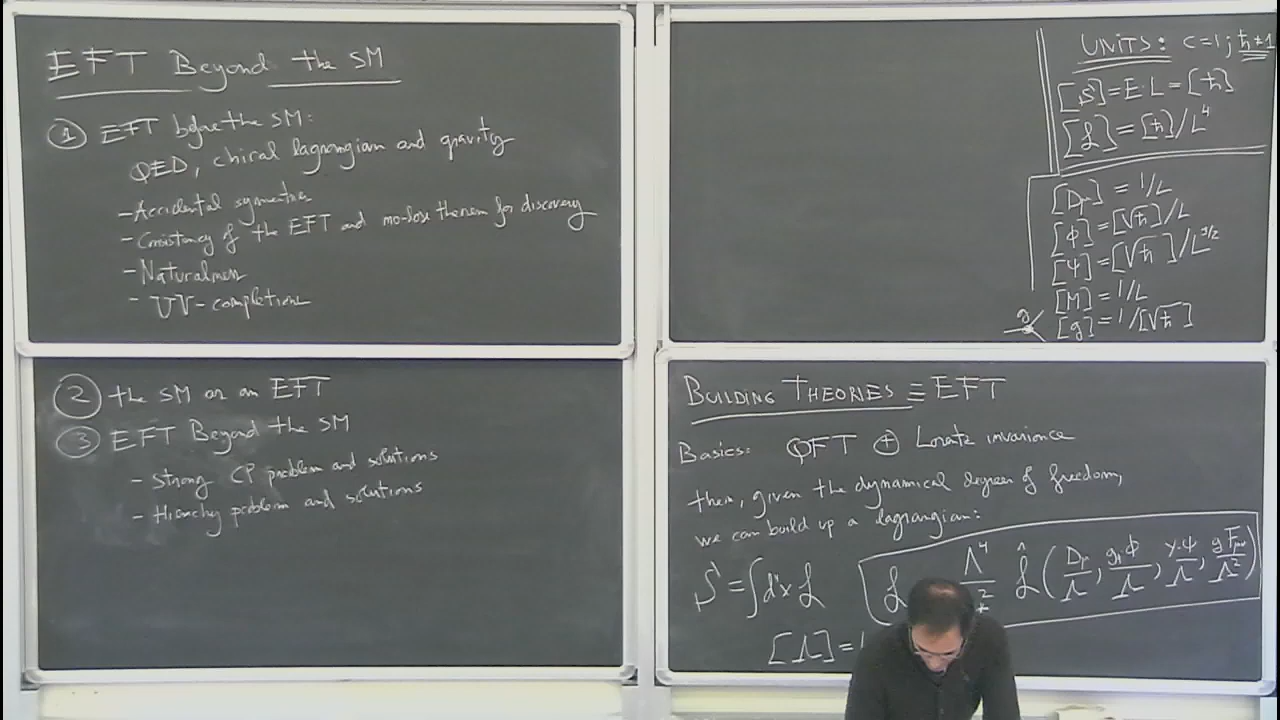 EFT Beyond the SM
① EFT before the SM:
QED, chiral lagrangian and gravity
- Accidental symmetries
- Consistency of the EFT and no-lose theorem for discovery
- Naturalness
- UV-completions
② the SM as an EFT
③ EFT Beyond the SM
- Strong CP problem and solutions
- Hierarchy problem and solutions
UNITS: c=1; ħ≠1
[S]=E·L=[ħ]
[ℒ]=[ħ]/L⁴
[Dμ]=1/L
[ϕ]=[√ħ]/L
[Ψ]=[√ħ]/L^{3/2}
[M]=1/L
g [g]=1/[√ħ]
BUILDING THEORIES ≡ EFT
Basics: QFT ⊕ Lorentz invariance
then, given the dynamical degrees of freedom,
we can build up a lagrangian:
S=∫d⁴x ℒ ℒ Λ⁴/ ²* ℒ̂(Dμ/Λ, g ϕ/Λ, ψ/Λ, g Fμν/Λ²)
[Λ]=